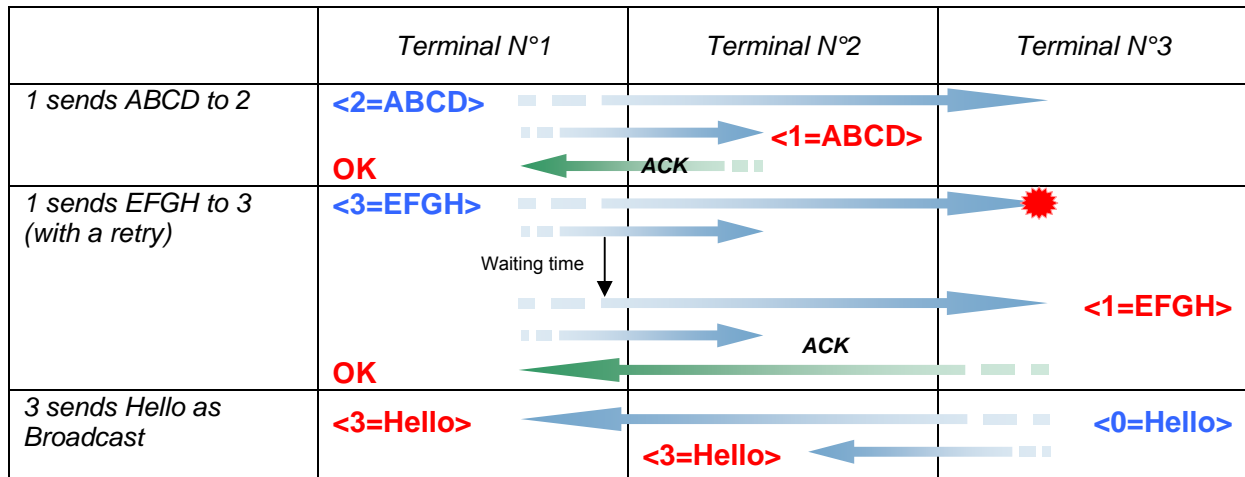 Terminal N°1
Terminal N°2
Terminal N°3
1 sends ABCD to 2
<2=ABCD>
<1=ABCD>
OK
ACK
1 sends EFGH to 3
(with a retry)
<3=EFGH>
Waiting time
<1=EFGH>
ACK
OK
3 sends Hello as
Broadcast
<3=Hello>
<0=Hello>
<3=Hello>